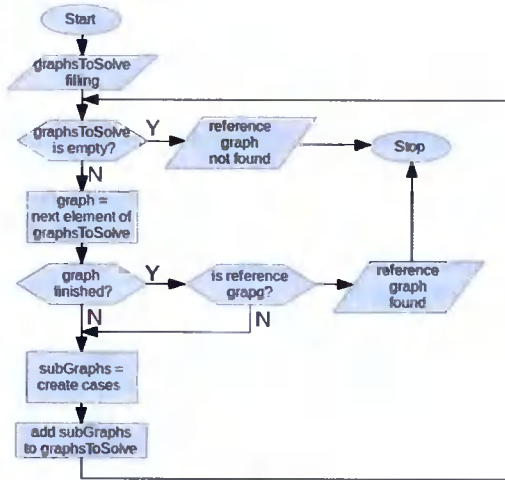 Start
graphsToSolve
filling
graphsToSolve
is empty?
Y
reference
graph
not found
Stop
N
graph =
next element of
graphsToSolve
graph
finished?
Y
is reference
grapg?
reference
graph
found
N
N
subGraphs =
create cases
add subGraphs
to graphsToSolve